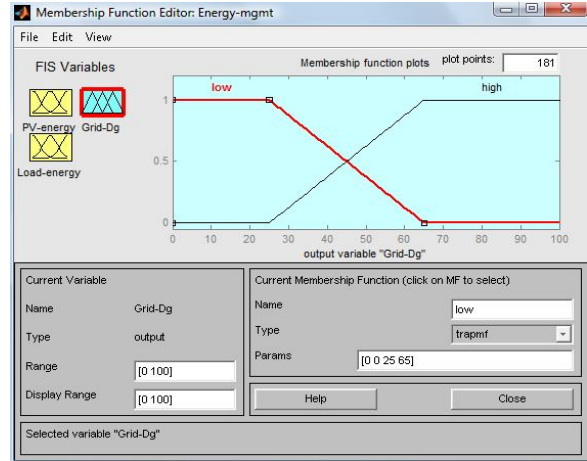 Membership Function Editor: Energy-mgmt
File Edit View
FIS Variables
PV-energy Grid-Dg
Load-energy
Membership function plots plot points: 181
low high
1
0.5
0
0 10 20 30 40 50 60 70 80 90 100
output variable "Grid-Dg"
Current Variable
Name Grid-Dg
Type output
Range [0 100]
Display Range [0 100]
Current Membership Function (click on MF to select)
Name low
Type trapmf
Params [0 0 25 65]
Help Close
Selected variable "Grid-Dg"